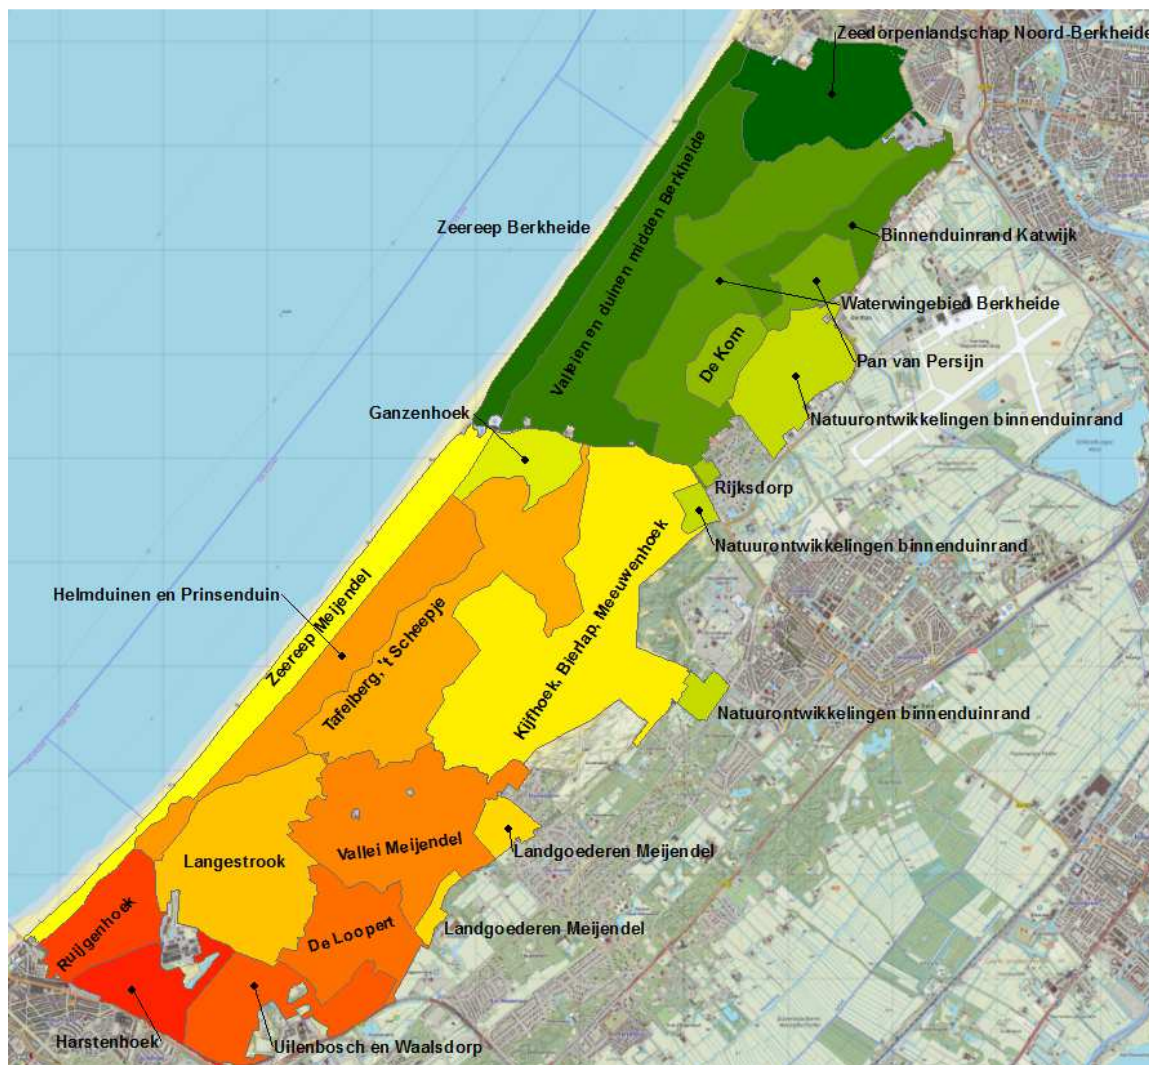 Zeedorpenlandschap Noord-Berkheide
Zeereep Berkheide
Valleien en duinen midden Berkheide
Binnenduinrand Katwijk
Waterwingebied Berkheide
De Kom
Pan van Persijn
Ganzenhoek
Natuurontwikkelingen binnenduinrand
Rijksdorp
Natuurontwikkelingen binnenduinrand
Helmduinen en Prinsenduin
Zeereep Meijendel
Tafelberg, 't Scheepje
Kijfhoek, Bierlap, Meeuwenhoek
Natuurontwikkelingen binnenduinrand
Langestrook
Vallei Meijendel
Landgoederen Meijendel
Ruijgenhoek
De Loopert
Landgoederen Meijendel
Harstenhoek
Uilenbosch en Waalsdorp